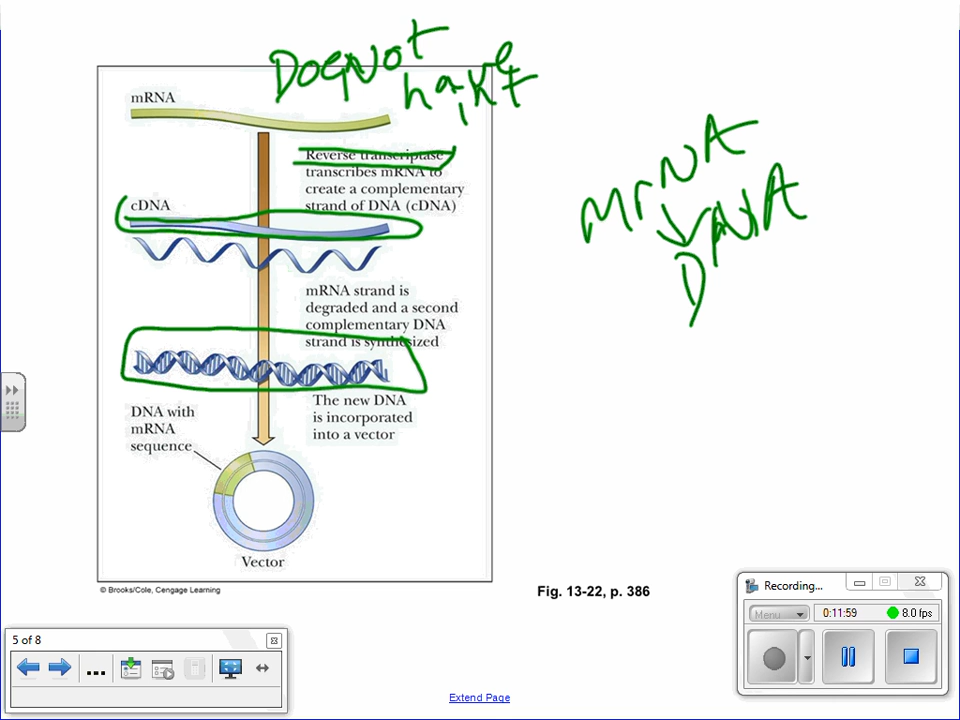 Does Not
mRNA
Reverse transcriptase
transcribes mRNA to
create a complementary
strand of DNA (cDNA)
cDNA
mRNA strand is
degraded and a second
complementary DNA
strand is synthesized
The new DNA
is incorporated
into a vector
DNA with
mRNA
sequence
Vector
© Brooks/Cole, Cengage Learning
Fig. 13-22, p. 386
mRNA
DNA
Recording...
Menu
0:11:59
8.0 fps
5 of 8
Extend Page